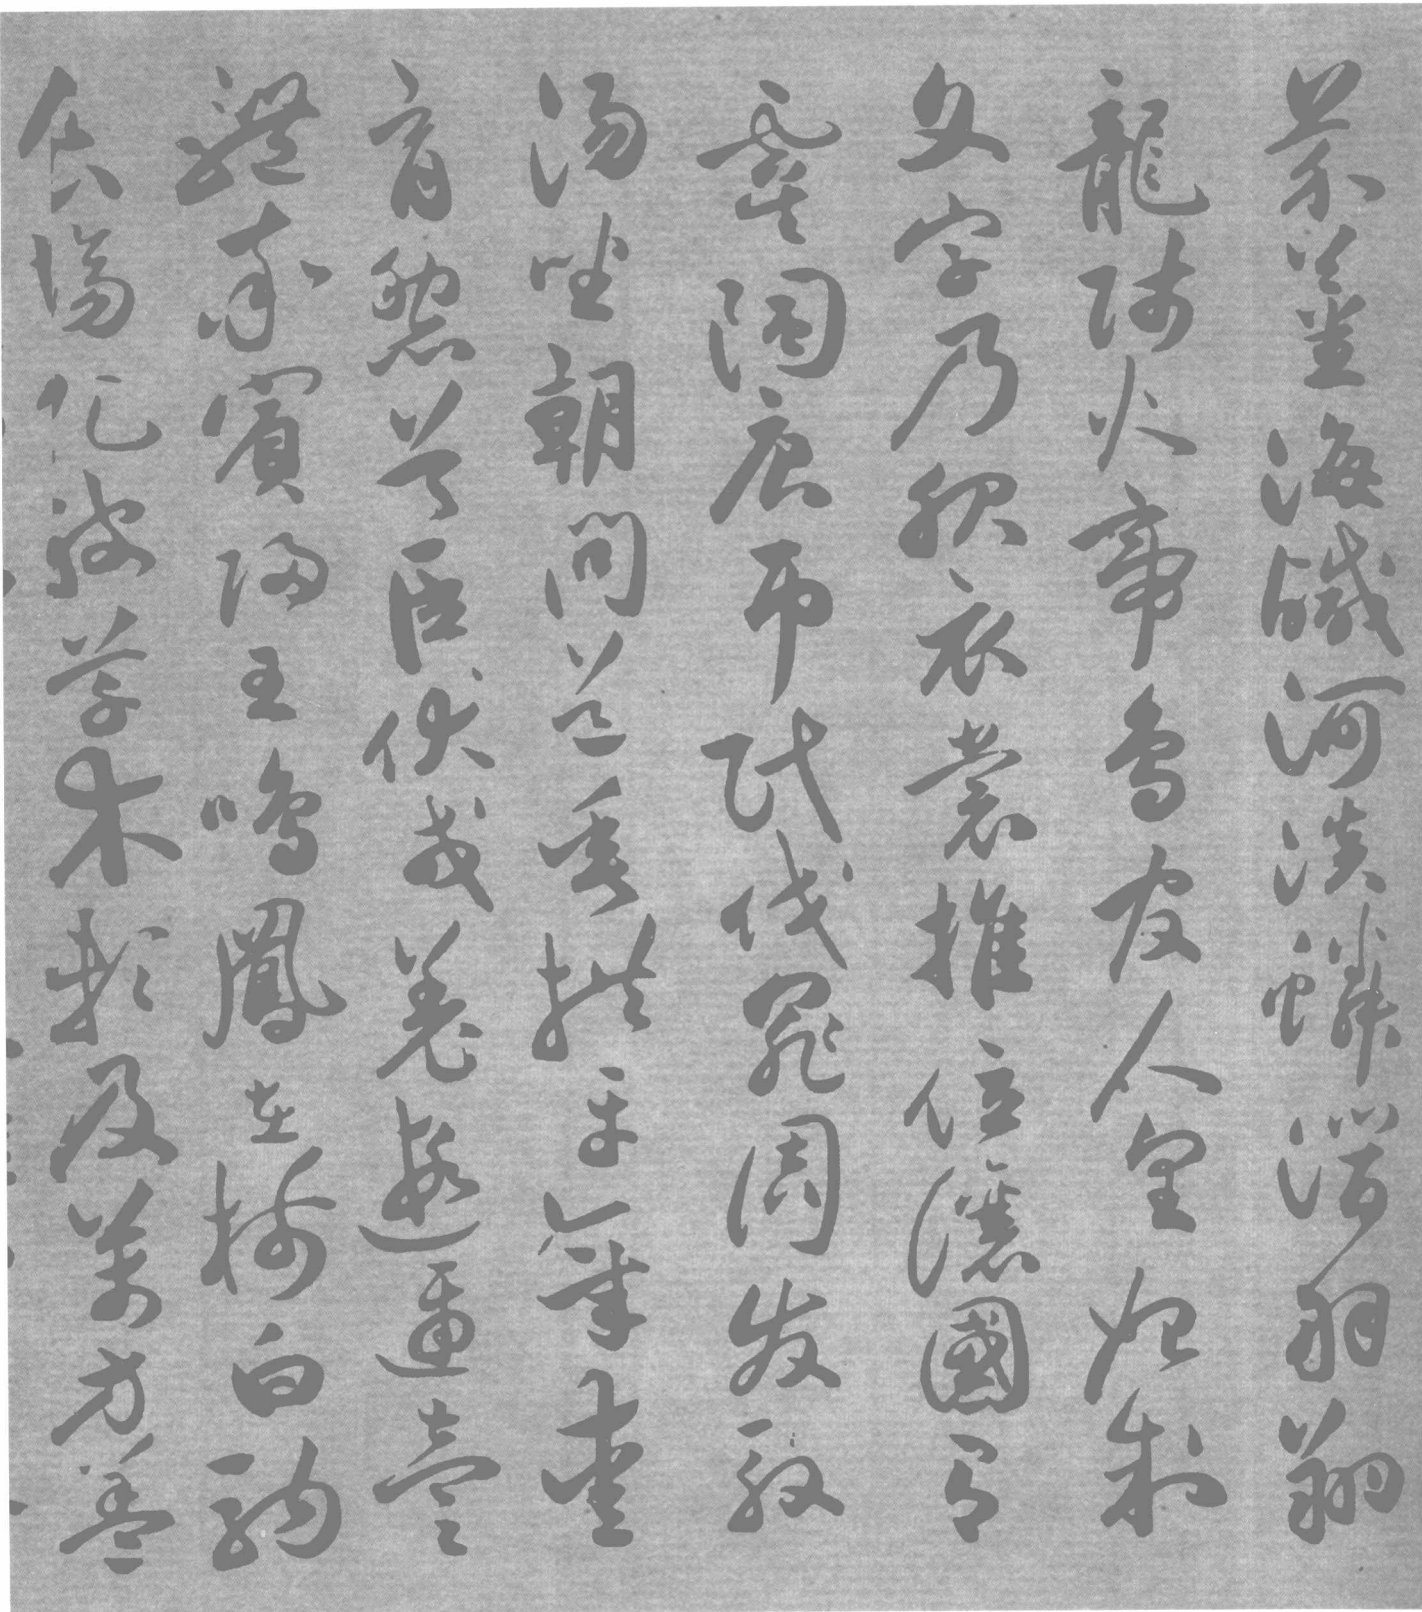 芥薑海鹹河淡鱗潛羽翔
龍師火帝鳥官人皇始制
文字乃服衣裳推位讓國有
虞陶唐弔民伐罪周發殷
湯坐朝問道垂拱平章愛
育黎首臣伏戎羌遐邇壹
體率賓歸王鳴鳳在樹白駒
食場化被草木賴及萬方蓋